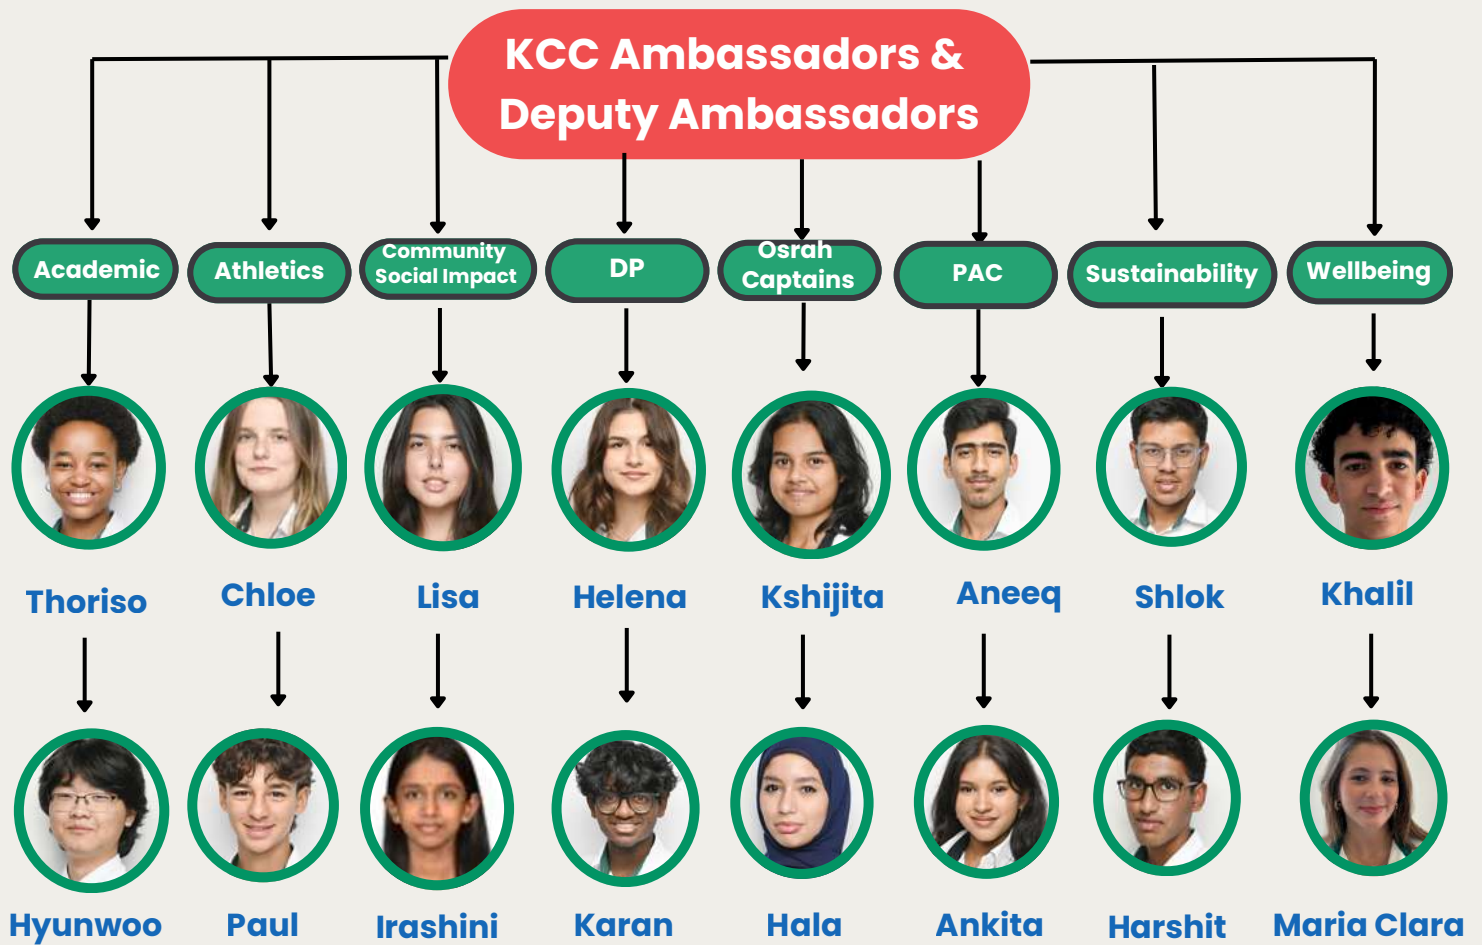 KCC Ambassadors &
Deputy Ambassadors
Academic
Athletics
Community
Social Impact
DP
Osrah
Captains
PAC
Sustainability
Wellbeing
Thoriso
Chloe
Lisa
Helena
Kshijita
Aneeq
Shlok
Khalil
Hyunwoo
Paul
Irashini
Karan
Hala
Ankita
Harshit
Maria Clara